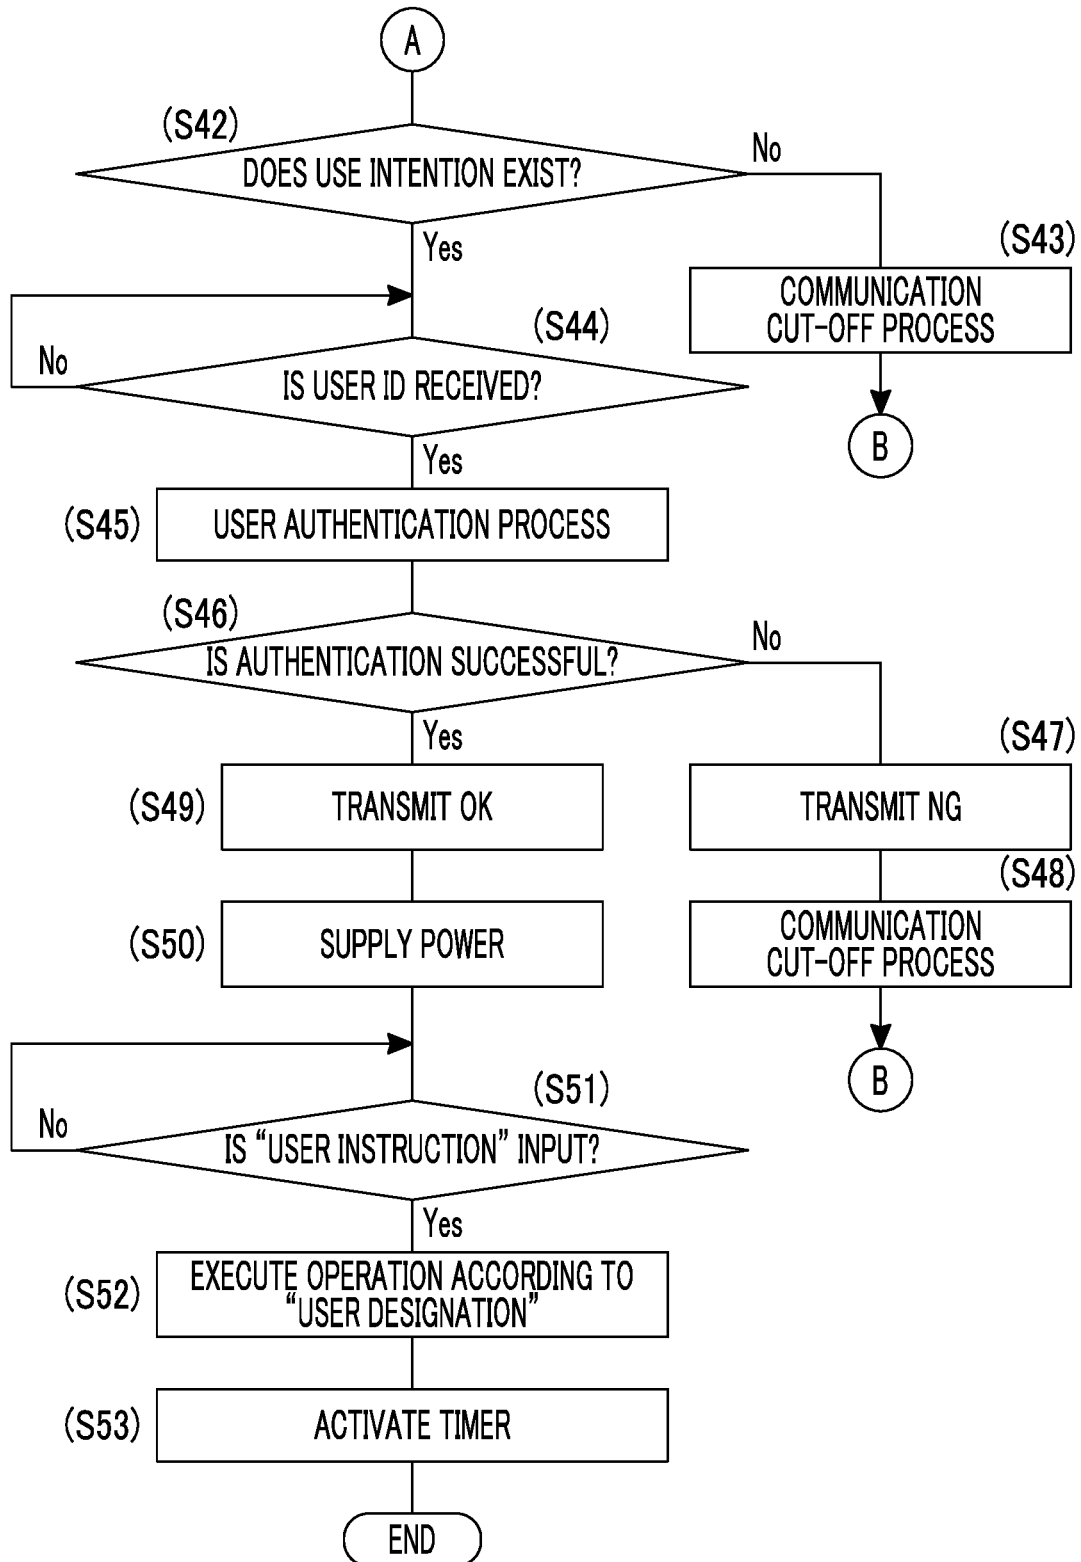 A
(S42)
DOES USE INTENTION EXIST?
No
Yes
(S43)
COMMUNICATION
CUT-OFF PROCESS
B
(S44)
No
IS USER ID RECEIVED?
Yes
(S45)
USER AUTHENTICATION PROCESS
(S46)
IS AUTHENTICATION SUCCESSFUL?
No
Yes
(S47)
TRANSMIT NG
(S49)
TRANSMIT OK
(S48)
COMMUNICATION
CUT-OFF PROCESS
B
(S50)
SUPPLY POWER
(S51)
No
IS “USER INSTRUCTION” INPUT?
Yes
(S52)
EXECUTE OPERATION ACCORDING TO
“USER DESIGNATION”
(S53)
ACTIVATE TIMER
END